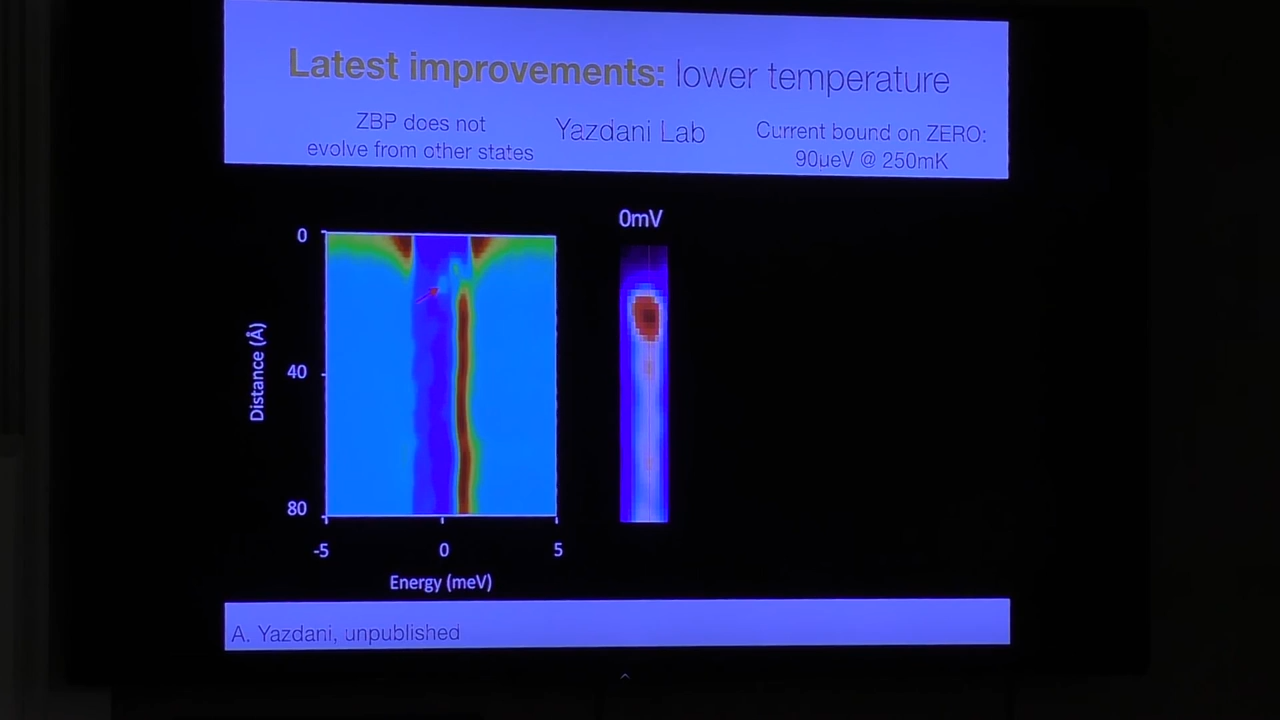 Latest improvements: lower temperature
ZBP does not
evolve from other states
Yazdani Lab
Current bound on ZERO:
90ueV @ 250mK
0mV
0
40
80
Distance (Å)
-5
0
5
Energy (meV)
A. Yazdani, unpublished